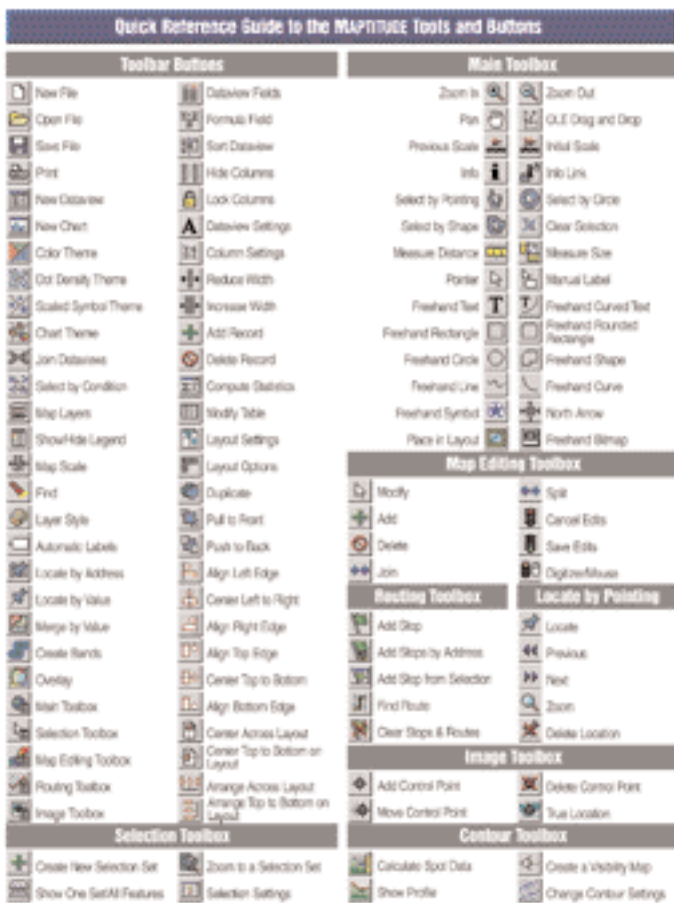 Quick Reference Guide to the MAPTITUDE Tools and Buttons
Toolbar Buttons
New File
Open File
Save File
Print
New Dataview
New Chart
Color Theme
Dot Density Theme
Scaled Symbol Theme
Chart Theme
Join Dataviews
Select by Condition
Map Layers
Show/Hide Legend
Map Scale
Find
Layer Style
Automatic Labels
Locate by Address
Locate by Value
Merge by Value
Create Bands
Overlay
Main Toolbox
Selection Toolbox
Map Editing Toolbox
Routing Toolbox
Image Toolbox
Dataview Fields
Formula Field
Sort Dataview
Hide Columns
Lock Columns
Dataview Settings
Column Settings
Reduce Width
Increase Width
Add Record
Delete Record
Compute Statistics
Modify Table
Layout Settings
Layout Options
Duplicate
Pull to Front
Push to Back
Align Left Edge
Center Left to Right
Align Right Edge
Align Top Edge
Center Top to Bottom
Align Bottom Edge
Center Across Layout
Center Top to Bottom on
Layout
Arrange Across Layout
Arrange Top to Bottom on
Layout
Selection Toolbox
Create New Selection Set
Show One Set/All Features
Zoom to a Selection Set
Selection Settings
Main Toolbox
Zoom In
Zoom Out
Pan
OLE Drag and Drop
Previous Scale
Initial Scale
Info
Info Link
Select by Pointing
Select by Circle
Select by Shape
Clear Selection
Measure Distance
Measure Size
Pointer
Manual Label
Freehand Text
Freehand Curved Text
Freehand Rectangle
Freehand Rounded
Rectangle
Freehand Circle
Freehand Shape
Freehand Line
Freehand Curve
Freehand Symbol
North Arrow
Place in Layout
Freehand Bitmap
Map Editing Toolbox
Modify
Add
Delete
Join
Split
Cancel Edits
Save Edits
Digitizer/Mouse
Routing Toolbox
Add Stop
Add Stops by Address
Add Stop from Selection
Find Route
Clear Stops & Routes
Locate by Pointing
Locate
Previous
Next
Zoom
Delete Location
Image Toolbox
Add Control Point
Move Control Point
Delete Control Point
True Location
Contour Toolbox
Calculate Spot Data
Show Profile
Create a Visibility Map
Change Contour Settings